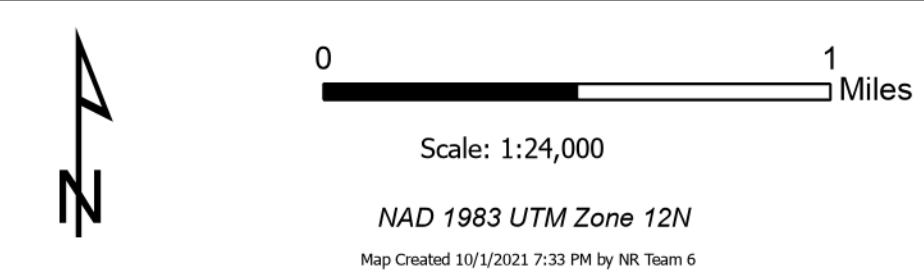 0 1
Miles
Scale: 1:24,000
N
NAD 1983 UTM Zone 12N
Map Created 10/1/2021 7:33 PM by NR Team 6